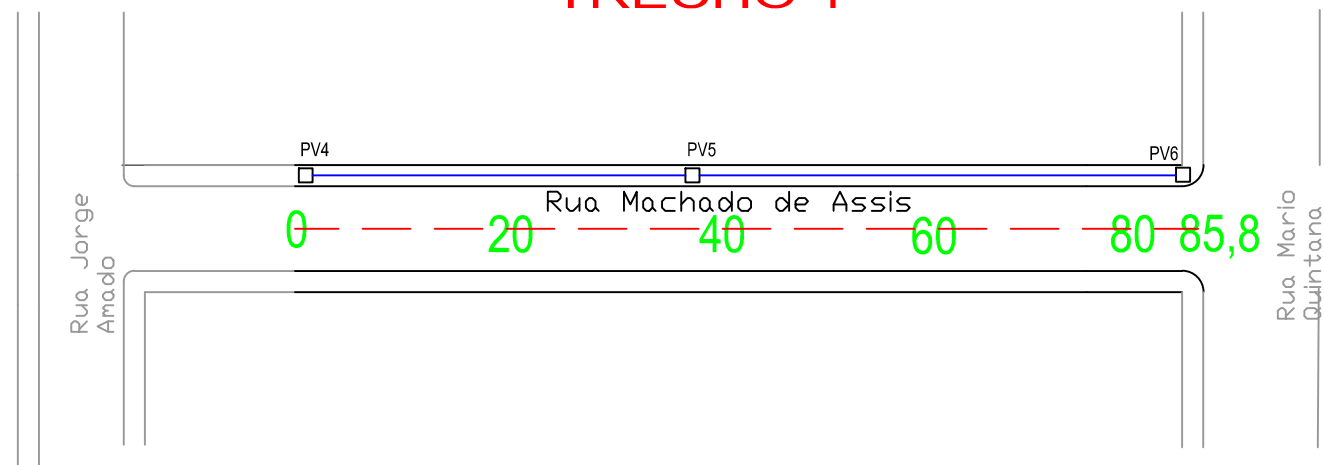 PV4
PV5
PV6
Rua Machado de Assis
0
20
40
60
80
85,8
Rua Jorge
Amado
Rua Mario
Quintana